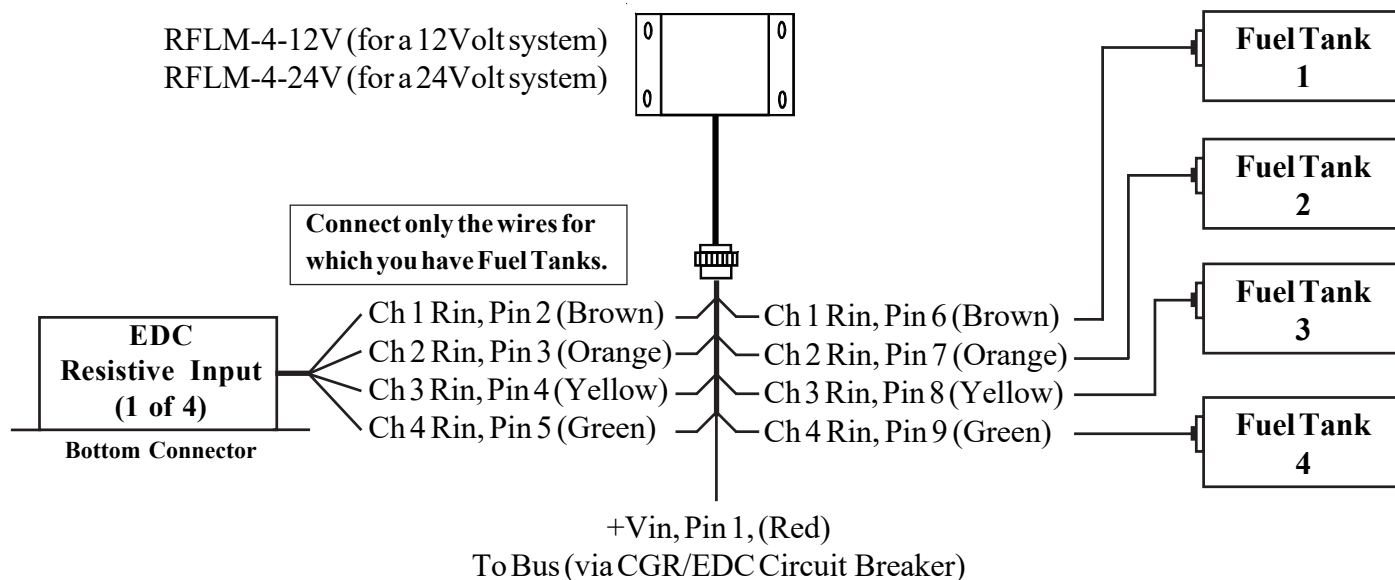 RFLM-4-12V (for a 12Volt system)
RFLM-4-24V (for a 24Volt system)
Fuel Tank
1
Fuel Tank
2
Connect only the wires for
which you have Fuel Tanks.
Fuel Tank
3
EDC
Resistive Input
(1 of 4)
Bottom Connector
Ch 1 Rin, Pin 2 (Brown)
Ch 2 Rin, Pin 3 (Orange)
Ch 3 Rin, Pin 4 (Yellow)
Ch 4 Rin, Pin 5 (Green)
Ch 1 Rin, Pin 6 (Brown)
Ch 2 Rin, Pin 7 (Orange)
Ch 3 Rin, Pin 8 (Yellow)
Ch 4 Rin, Pin 9 (Green)
Fuel Tank
4
+Vin, Pin 1, (Red)
To Bus (via CGR/EDC Circuit Breaker)